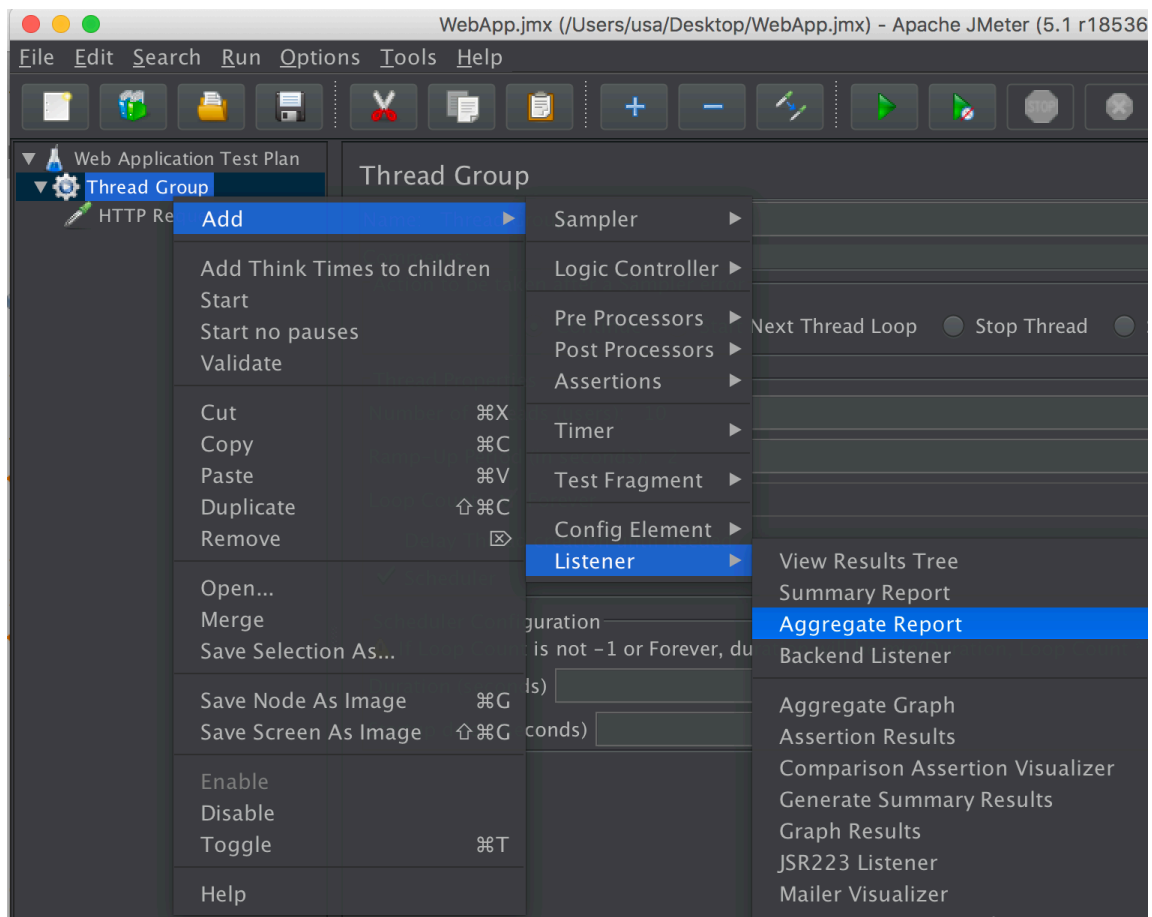 WebApp.jmx (/Users/usa/Desktop/WebApp.jmx) - Apache JMeter (5.1 r18536
File Edit Search Run Options Tools Help
STOP
Web Application Test Plan
Thread Group
HTTP Re
Thread Group
Add
Add Think Times to children
Start
Start no pauses
Validate
Cut ⌘X
Copy ⌘C
Paste ⌘V
Duplicate ⇧⌘C
Remove ⌦
Open...
Merge
Save Selection As...
Save Node As Image ⌘G
Save Screen As Image ⇧⌘G
Enable
Disable
Toggle ⌘T
Help
Sampler
Logic Controller
Pre Processors
Post Processors
Assertions
Timer
Test Fragment
Config Element
Listener
Next Thread Loop Stop Thread
guration
is not -1 or Forever, du
ds)
conds)
View Results Tree
Summary Report
Aggregate Report
Backend Listener
Aggregate Graph
Assertion Results
Comparison Assertion Visualizer
Generate Summary Results
Graph Results
JSR223 Listener
Mailer Visualizer